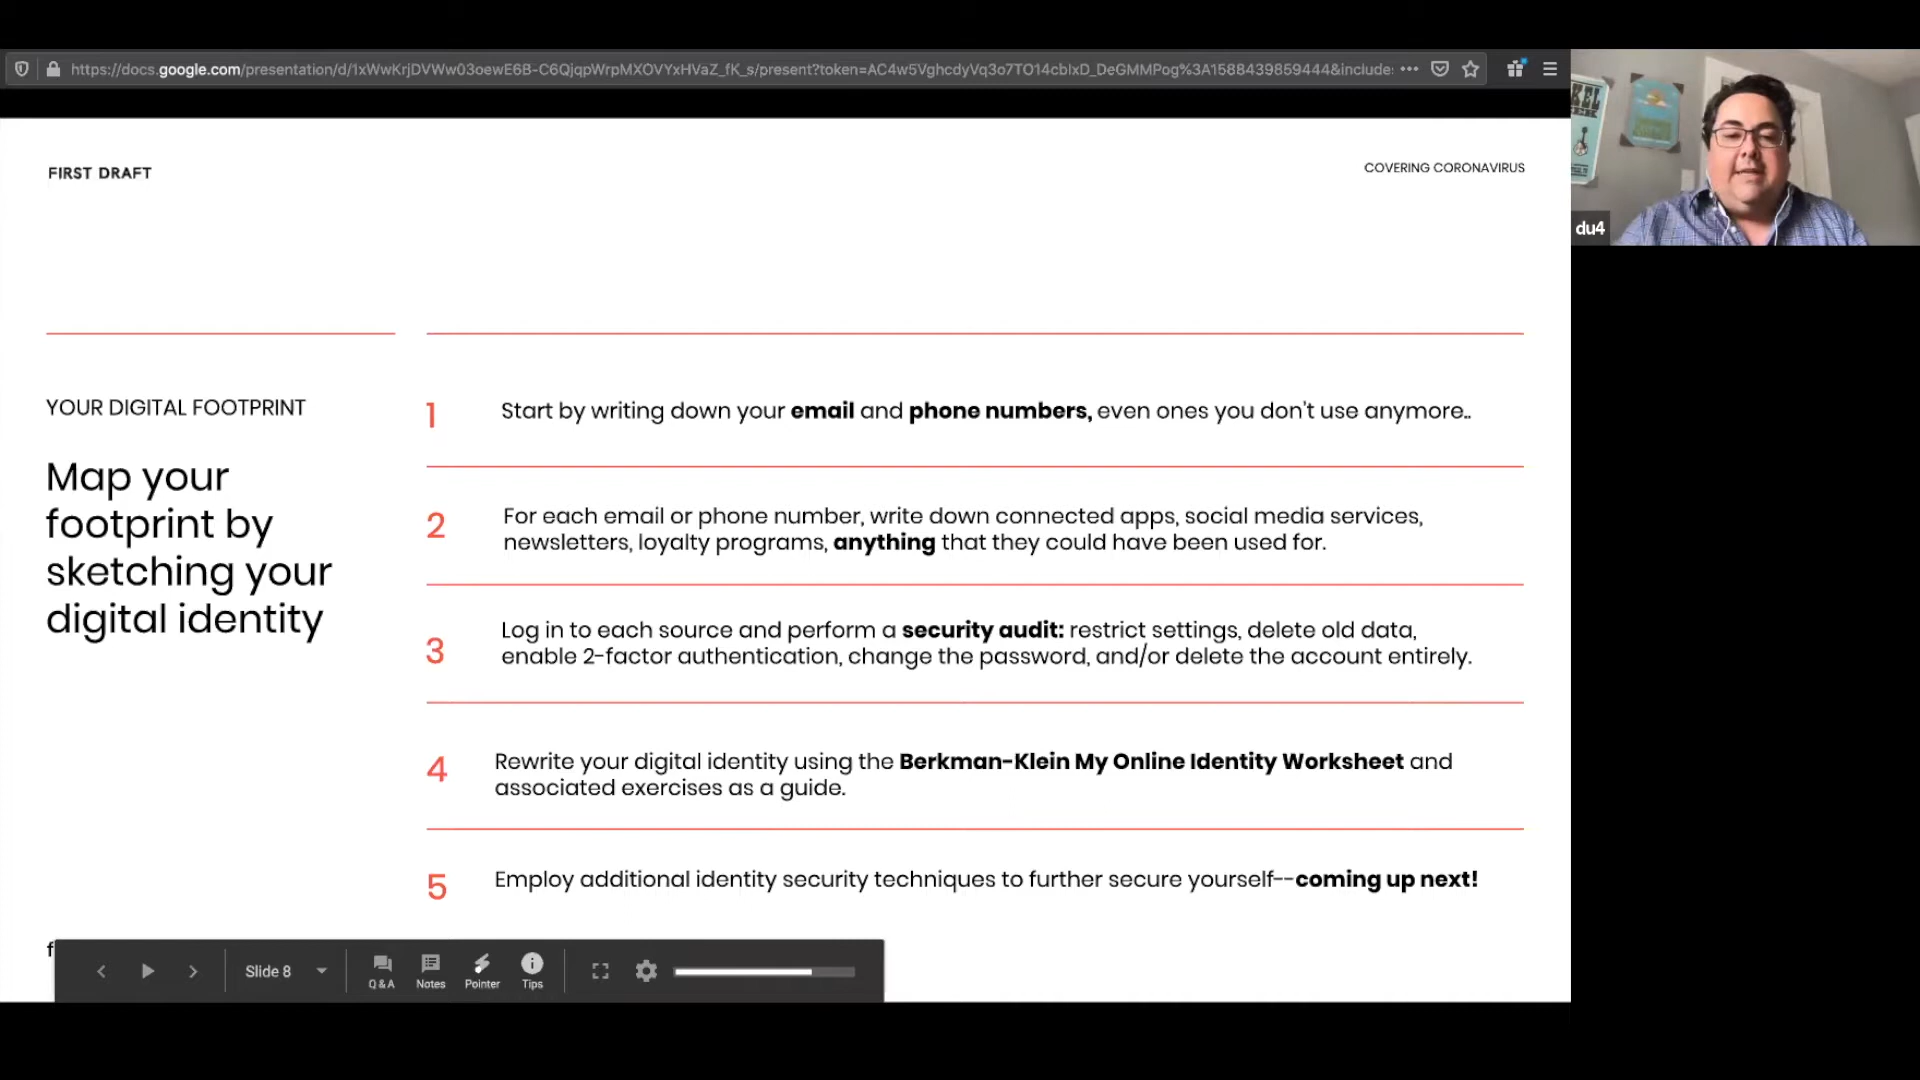 https://docs.google.com/presentation/d/1xWwKrjDVWw03oewE6B-C6QjqpWrpMXOVYxHVaZ_fK_s/present?token=AC4w5VghcdyVq3o7TO14cblxD_DeGMMPog%3A1588439859444&include:
FIRST DRAFT
COVERING CORONAVIRUS
du4
YOUR DIGITAL FOOTPRINT
Map your
footprint by
sketching your
digital identity
1 Start by writing down your email and phone numbers, even ones you don't use anymore..
2 For each email or phone number, write down connected apps, social media services,
newsletters, loyalty programs, anything that they could have been used for.
3 Log in to each source and perform a security audit: restrict settings, delete old data,
enable 2-factor authentication, change the password, and/or delete the account entirely.
4 Rewrite your digital identity using the Berkman-Klein My Online Identity Worksheet and
associated exercises as a guide.
5 Employ additional identity security techniques to further secure yourself--coming up next!
f
Slide 8
Q & A
Notes
Pointer
Tips